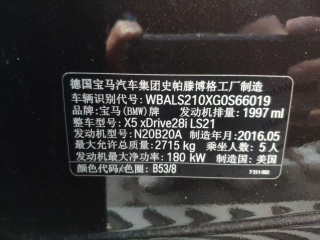 德国宝马汽车集团史帕滕博格工厂制造
车辆识别代号: WBALS210XG0S66019
品牌: 宝马(BMW)牌 发动机排量: 1997 ml
整车型号: X5 xDrive28i LS21
发动机型号: N20B20A 制造年月: 2016.05
最大允许总质量: 2715 kg 乘坐人数: 5人
发动机最大净功率: 180 kW 制造国: 美国
颜色代码/色圈: B53/8